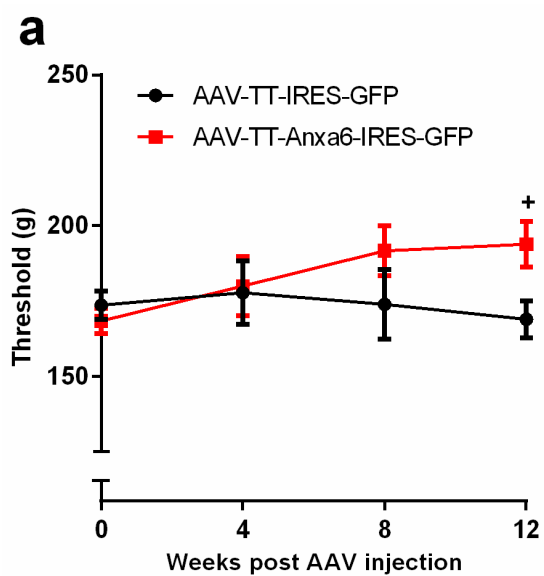 a
250
AAV-TT-IRES-GFP
AAV-TT-Anxa6-IRES-GFP
+
200
Threshold (g)
150
0 4 8 12
Weeks post AAV injection